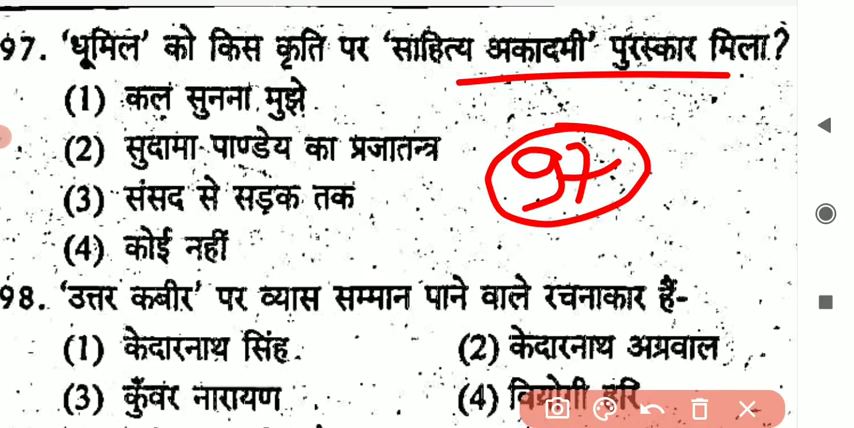 97. 'धूमिल' को किस कृति पर 'साहित्य अकादमी' पुरस्कार मिला?
(1) कल सुनना मुझे
(2) सुदामा पाण्डेय का प्रजातन्त्र
97
(3) संसद से सड़क तक
(4) कोई नहीं
98. 'उत्तर कबीर' पर व्यास सम्मान पाने वाले रचनाकार हैं-
(1) केदारनाथ सिंह (2) केदारनाथ अग्रवाल
(3) कुँवर नारायण (4) वियोगी हरि